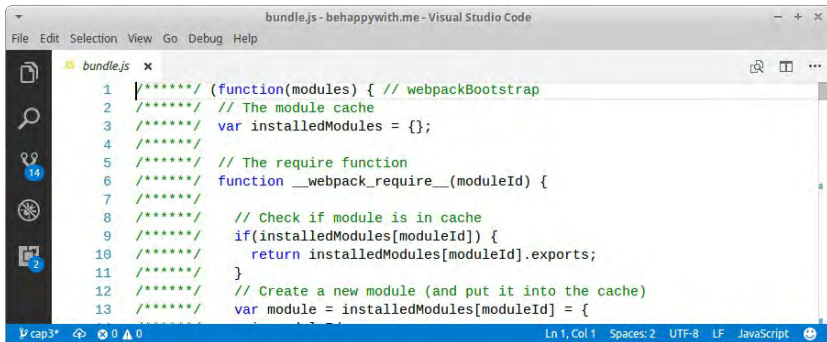 bundle.js - behappywith.me - Visual Studio Code
File Edit Selection View Go Debug Help
JS bundle.js ×
1 /******/ (function(modules) { // webpackBootstrap
2 /******/ // The module cache
3 /******/ var installedModules = {};
4 /******/
5 /******/ // The require function
6 /******/ function __webpack_require__(moduleId) {
7 /******/
8 /******/ // Check if module is in cache
9 /******/ if(installedModules[moduleId]) {
10 /******/ return installedModules[moduleId].exports;
11 /******/ }
12 /******/ // Create a new module (and put it into the cache)
13 /******/ var module = installedModules[moduleId] = {
14
2
cap3* 0 0 Ln 1, Col 1 Spaces: 2 UTF-8 LF JavaScript